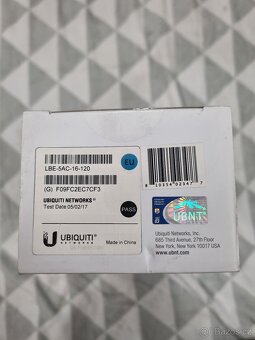 LBE-5AC-16-120
EU
(G) F09FC2EC7CF3
UBIQUITI NETWORKS
Test Date 05/02/17
PASS
UBIQUITI
NETWORKS
Made in China
UBNT
Ubiquiti Networks, Inc.
685 Third Avenue, 27th Floor
New York, New York 10017 USA
www.ubnt.com